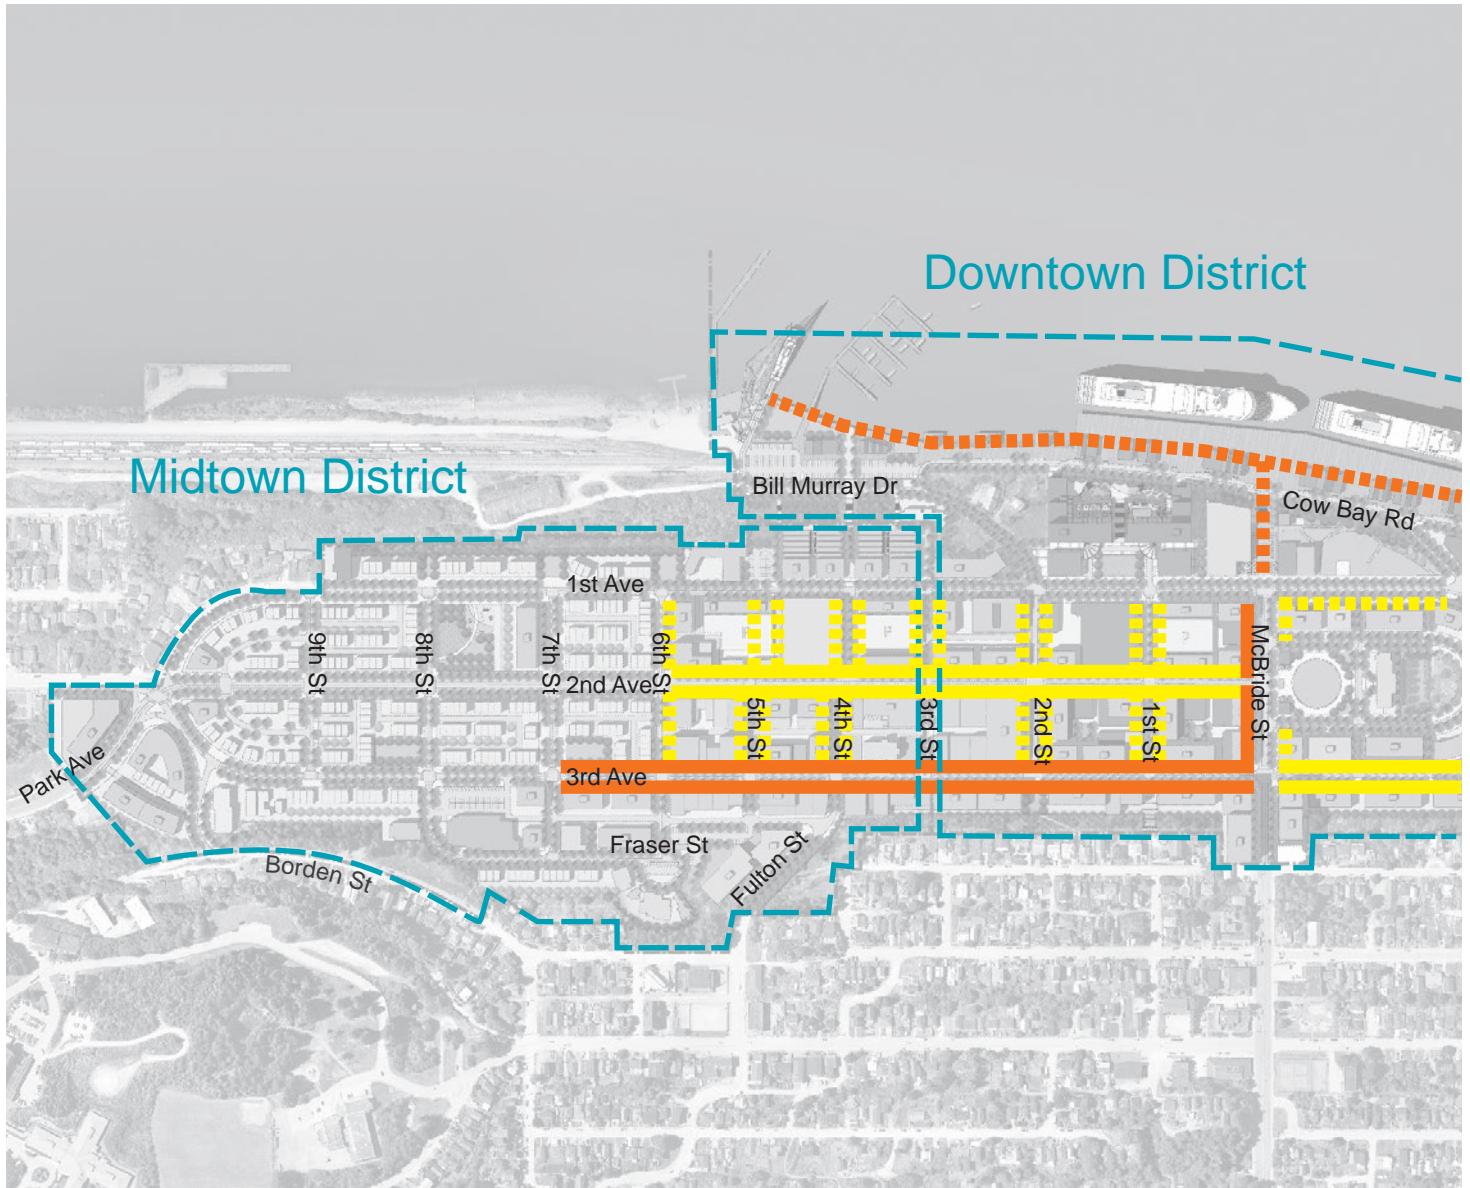 Downtown District
Midtown District
Bill Murray Dr
Cow Bay Rd
1st Ave
9th St
8th St
7th St
6th St
McBride St
2nd Ave
5th St
4th St
3rd St
2nd St
1st St
Park Ave
3rd Ave
Fraser St
Fulton St
Borden St